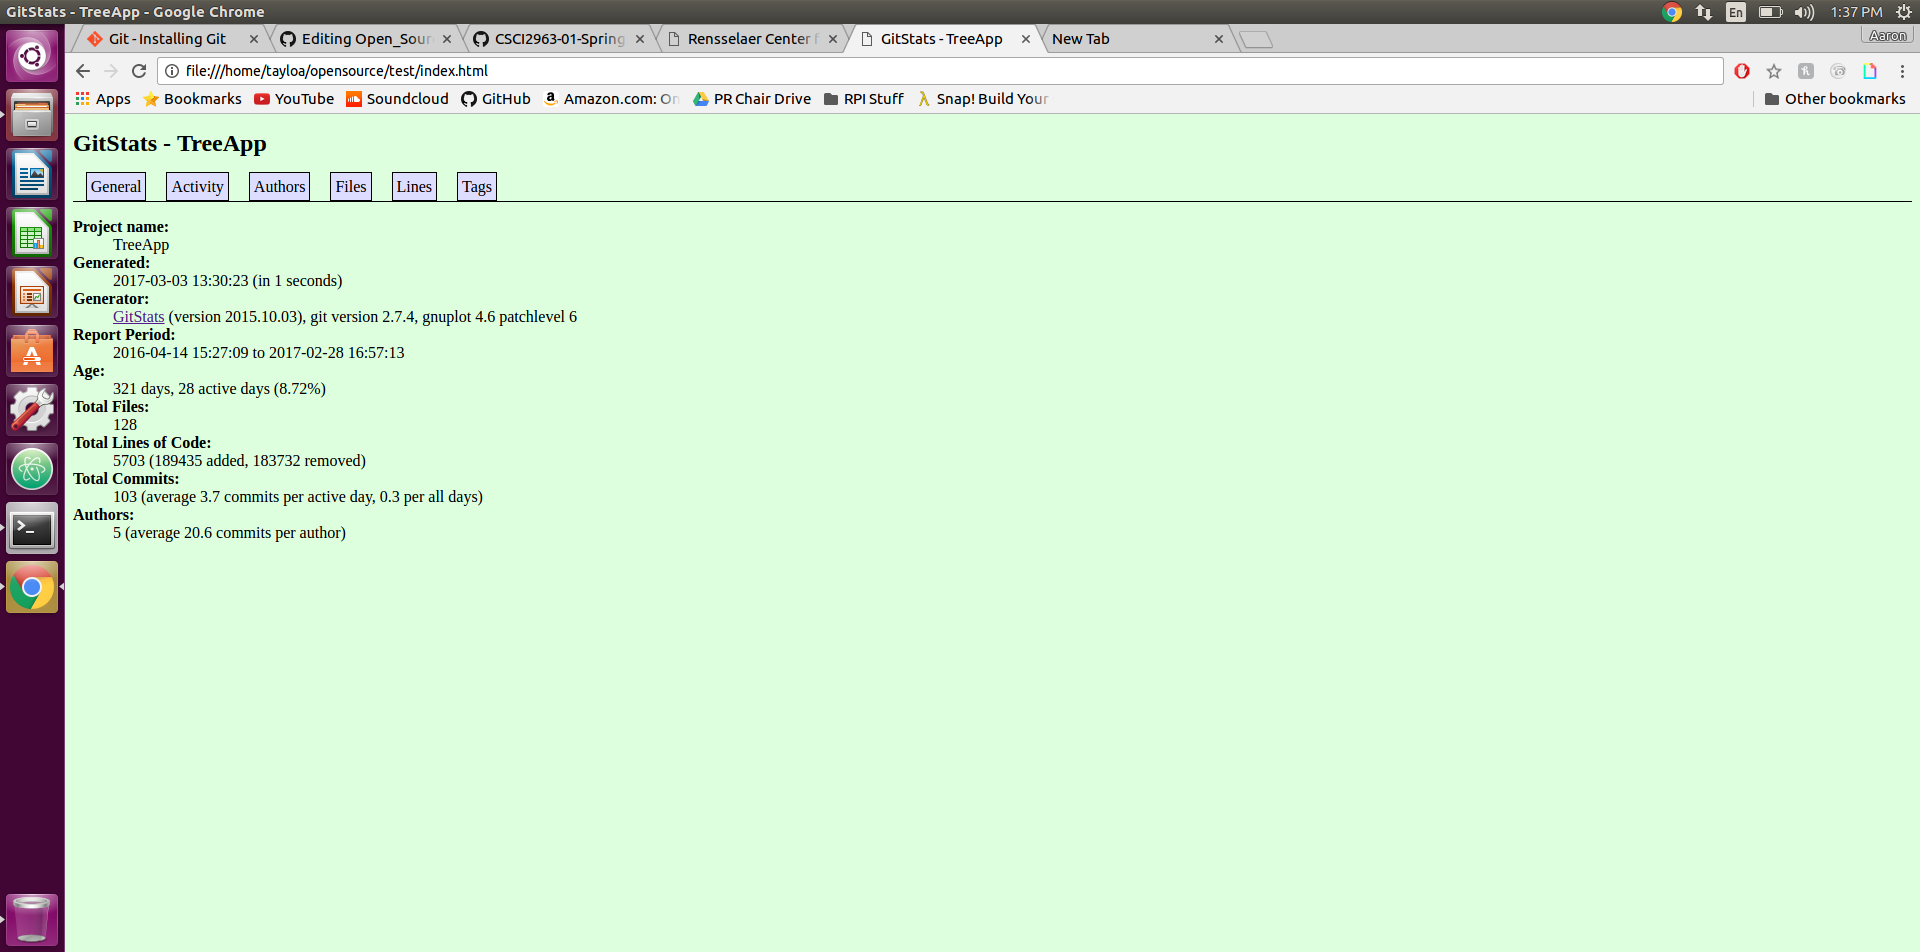 GitStats - TreeApp - Google Chrome
En
1:37 PM
Git - Installing Git
Editing Open_Sour
CSCI2963-01-Spring
Rensselaer Center f
GitStats - TreeApp
New Tab
Aaron
file:///home/tayloa/opensource/test/index.html
Apps
Bookmarks
YouTube
Soundcloud
GitHub
Amazon.com: On
PR Chair Drive
RPI Stuff
Snap! Build Your
Other bookmarks
GitStats - TreeApp
General
Activity
Authors
Files
Lines
Tags
Project name:
TreeApp
Generated:
2017-03-03 13:30:23 (in 1 seconds)
Generator:
GitStats (version 2015.10.03), git version 2.7.4, gnuplot 4.6 patchlevel 6
Report Period:
2016-04-14 15:27:09 to 2017-02-28 16:57:13
Age:
321 days, 28 active days (8.72%)
Total Files:
128
Total Lines of Code:
5703 (189435 added, 183732 removed)
Total Commits:
103 (average 3.7 commits per active day, 0.3 per all days)
Authors:
5 (average 20.6 commits per author)